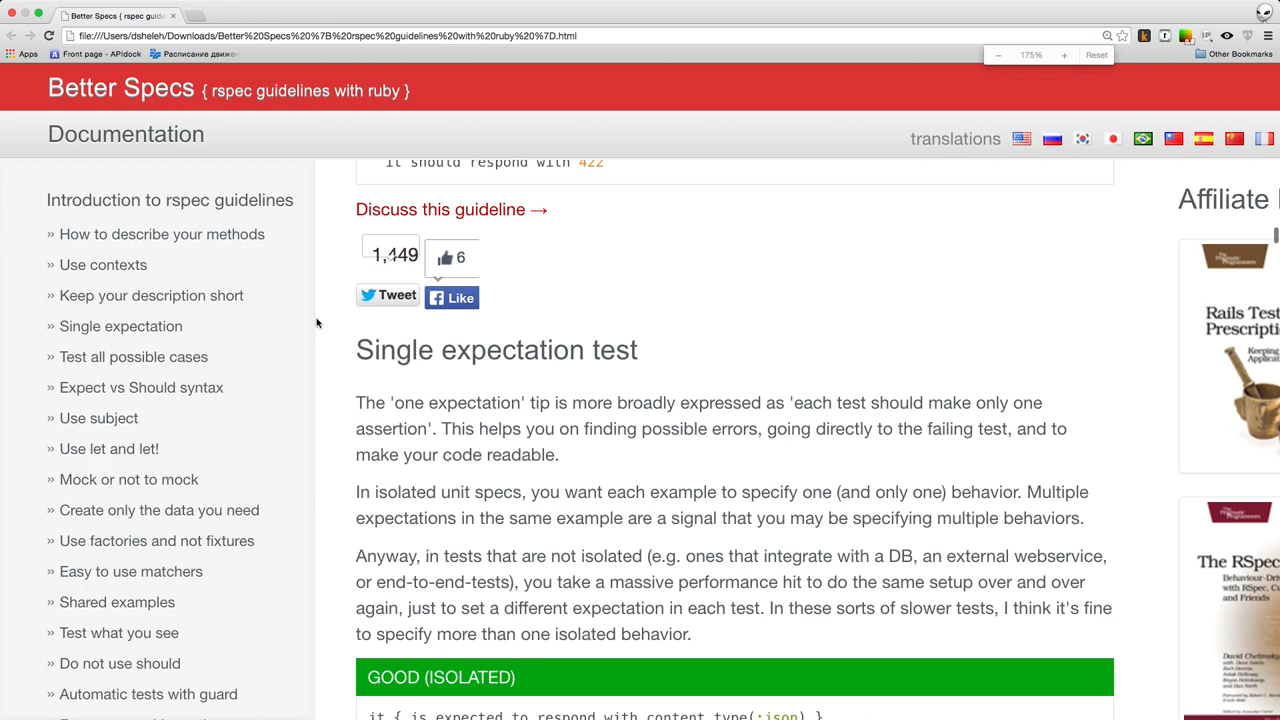 Better Specs { rspec guide
file:///Users/dsheleh/Downloads/Better%20Specs%20%7B%20rspec%20guidelines%20with%20ruby%20%7D.html
Apps Front page - APIdock Расписание движе Other Bookmarks
− 175% + Reset
Better Specs { rspec guidelines with ruby }
Documentation
translations
Introduction to rspec guidelines
» How to describe your methods
» Use contexts
» Keep your description short
» Single expectation
» Test all possible cases
» Expect vs Should syntax
» Use subject
» Use let and let!
» Mock or not to mock
» Create only the data you need
» Use factories and not fixtures
» Easy to use matchers
» Shared examples
» Test what you see
» Do not use should
» Automatic tests with guard
it should respond with 422
Discuss this guideline →
1,449
6
Tweet
Like
Single expectation test
The 'one expectation' tip is more broadly expressed as 'each test should make only one
assertion'. This helps you on finding possible errors, going directly to the failing test, and to
make your code readable.
In isolated unit specs, you want each example to specify one (and only one) behavior. Multiple
expectations in the same example are a signal that you may be specifying multiple behaviors.
Anyway, in tests that are not isolated (e.g. ones that integrate with a DB, an external webservice,
or end-to-end-tests), you take a massive performance hit to do the same setup over and over
again, just to set a different expectation in each test. In these sorts of slower tests, I think it's fine
to specify more than one isolated behavior.
GOOD (ISOLATED)
it { is_expected.to respond_with_content_type(:json) }
Affiliate
Rails Test
Prescription
Keeping
Applicat
The RSpec
Behaviour-Driv
with RSpec, Cu
and Friends
David Chelimsky